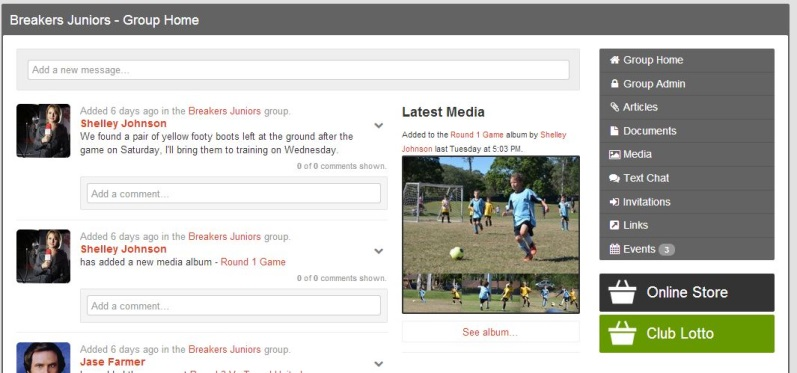 Breakers Juniors - Group Home
Add a new message...
Added 6 days ago in the Breakers Juniors group.
Shelley Johnson
We found a pair of yellow footy boots left at the ground after the
game on Saturday, I'll bring them to training on Wednesday.
0 of 0 comments shown.
Add a comment...
Added 6 days ago in the Breakers Juniors group.
Shelley Johnson
has added a new media album - Round 1 Game
0 of 0 comments shown.
Add a comment...
Added 6 days ago in the Breakers Juniors group.
Jase Farmer
Latest Media
Added to the Round 1 Game album by Shelley
Johnson last Tuesday at 5:03 PM.
See album...
Group Home
Group Admin
Articles
Documents
Media
Text Chat
Invitations
Links
Events 3
Online Store
Club Lotto